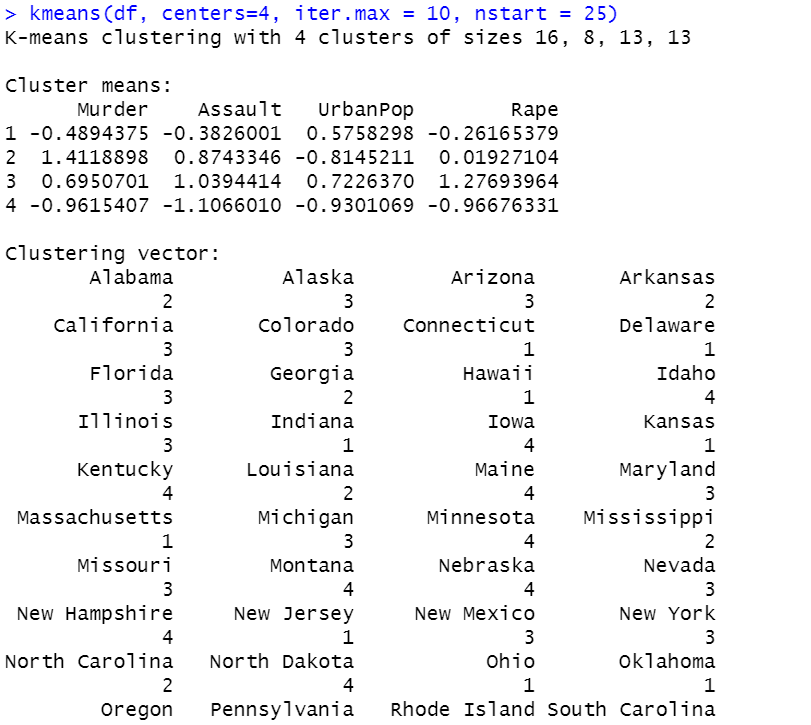 > kmeans(df, centers=4, iter.max = 10, nstart = 25)
K-means clustering with 4 clusters of sizes 16, 8, 13, 13

Cluster means:
      Murder    Assault   UrbanPop        Rape
1 -0.4894375 -0.3826001  0.5758298 -0.26165379
2  1.4118898  0.8743346 -0.8145211  0.01927104
3  0.6950701  1.0394414  0.7226370  1.27693964
4 -0.9615407 -1.1066010 -0.9301069 -0.96676331

Clustering vector:
       Alabama         Alaska        Arizona       Arkansas
             2              3              3              2
    California       Colorado    Connecticut       Delaware
             3              3              1              1
       Florida        Georgia         Hawaii          Idaho
             3              2              1              4
      Illinois        Indiana           Iowa         Kansas
             3              1              4              1
      Kentucky      Louisiana          Maine       Maryland
             4              2              4              3
 Massachusetts       Michigan      Minnesota    Mississippi
             1              3              4              2
      Missouri        Montana       Nebraska         Nevada
             3              4              4              3
 New Hampshire     New Jersey     New Mexico       New York
             4              1              3              3
North Carolina   North Dakota           Ohio       Oklahoma
             2              4              1              1
        Oregon   Pennsylvania   Rhode Island South Carolina